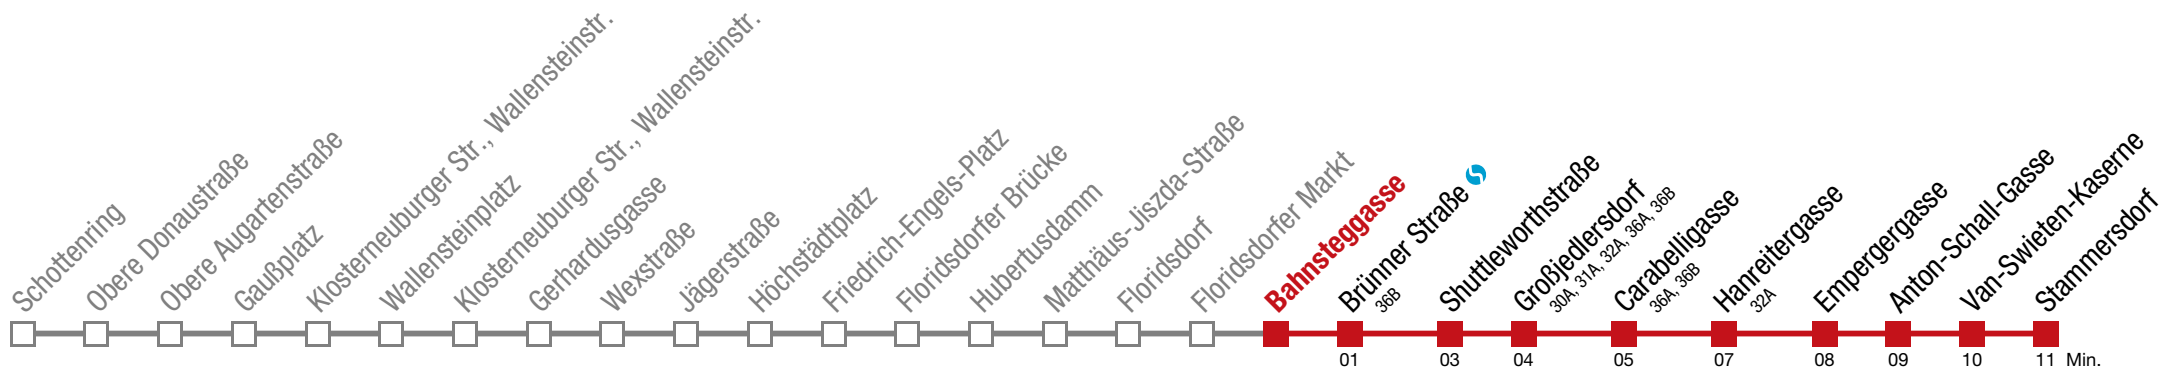 Schottenring
Obere Donaustraße
Obere Augartenstraße
Gaußplatz
Klosterneuburger Str., Wallensteinstr.
Wallensteinplatz
Klosterneuburger Str., Wallensteinstr.
Gerhardusgasse
Wexstraße
Jägerstraße
Höchstädtplatz
Friedrich-Engels-Platz
Floridsdorfer Brücke
Hubertusdamm
Matthäus-Jiszda-Straße
Floridsdorf
Floridsdorfer Markt
Bahnsteggasse
Brünner Straße
36B
Shuttleworthstraße
Großjedlersdorf
30A, 31A, 32A, 36A, 36B
Carabelligasse
36A, 36B
Hanreitergasse
32A
Empergergasse
Anton-Schall-Gasse
Van-Swieten-Kaserne
Stammersdorf
01 03 04 05 07 08 09 10 11 Min.